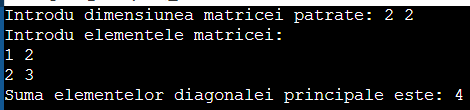 Introdu dimensiunea matricei patrate: 2 2
Introdu elementele matricei:
1 2
2 3
Suma elementelor diagonalei principale este: 4